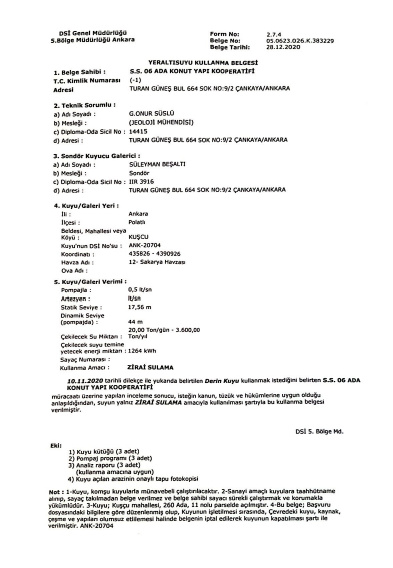 DSİ Genel Müdürlüğü
5.Bölge Müdürlüğü Ankara
Form No: 2.7.4
Belge No: 05.0623.026.K.383229
Belge Tarihi: 28.12.2020
YERALTISUYU KULLANMA BELGESİ
1. Belge Sahibi : S.S. 06 ADA KONUT YAPI KOOPERATİFİ
T.C. Kimlik Numarası (-1)
Adresi TURAN GÜNEŞ BUL 664 SOK NO:9/2 ÇANKAYA/ANKARA
2. Teknik Sorumlu :
a) Adı Soyadı : G.ONUR SÜSLÜ
b) Mesleği : (JEOLOJİ MÜHENDİSİ)
c) Diploma-Oda Sicil No : 14415
d) Adresi : TURAN GÜNEŞ BUL 664 SOK NO:9/2 ÇANKAYA/ANKARA
3. Sondör Kuyucu Galerici :
a) Adı Soyadı : SÜLEYMAN BEŞALTI
b) Mesleği : Sondör
c) Diploma-Oda Sicil No : IIR 3916
d) Adresi : TURAN GÜNEŞ BUL 664 SOK NO:9/2 ÇANKAYA/ANKARA
4. Kuyu/Galeri Yeri :
İli : Ankara
İlçesi : Polatlı
Beldesi, Mahallesi veya
Köyü : KUŞCU
Kuyu'nun DSİ No'su : ANK-20704
Koordinatı : 435826 - 4390926
Havza Adı : 12- Sakarya Havzası
Ova Adı :
5. Kuyu/Galeri Verimi :
Pompajla : 0,5 lt/sn
Artezyen : lt/sn
Statik Seviye : 17,56 m
Dinamik Seviye
(pompajda) : 44 m
20,00 Ton/gün - 3.600,00
Çekilecek Su Miktarı : Ton/yıl
Çekilecek suyu temine
yetecek enerji miktarı : 1264 kWh
Sayaç Numarası :
Kullanma Amacı : ZİRAİ SULAMA
10.11.2020 tarihli dilekçe ile yukarıda belirtilen Derin Kuyu kullanmak istediğini belirten S.S. 06 ADA
KONUT YAPI KOOPERATİFİ
müracaatı üzerine yapılan inceleme sonucu, isteğin kanun, tüzük ve hükümlerine uygun olduğu
anlaşıldığından, suyun yalnız ZİRAİ SULAMA amacıyla kullanılması şartıyla bu kullanma belgesi
verilmiştir.
DSİ 5. Bölge Md.
Eki:
1) Kuyu kütüğü (3 adet)
2) Pompaj programı (3 adet)
3) Analiz raporu (3 adet)
(kullanma amacına uygun)
4) Kuyu açılan arazinin onaylı tapu fotokopisi
Not : 1-Kuyu, komşu kuyularla münavebeli çalıştırılacaktır. 2-Sanayi amaçlı kuyulara taahhütname
alınıp, sayaç takılmadan belge verilmez ve belge sahibi sayacı sürekli çalıştırmak ve korumakla
yükümlüdür. 3-Kuyu; Kuşcu mahallesi, 260 Ada, 11 nolu parselde açılmıştır. 4-Bu belge; Başvuru
dosyasındaki bilgilere göre düzenlenmiş olup, Kuyunun işletilmesi sırasında, Çevredeki kuyu, kaynak,
çeşme ve yapıları olumsuz etkilemesi halinde belgenin iptal edilerek kuyunun kapatılması şartı ile
verilmiştir. ANK-20704